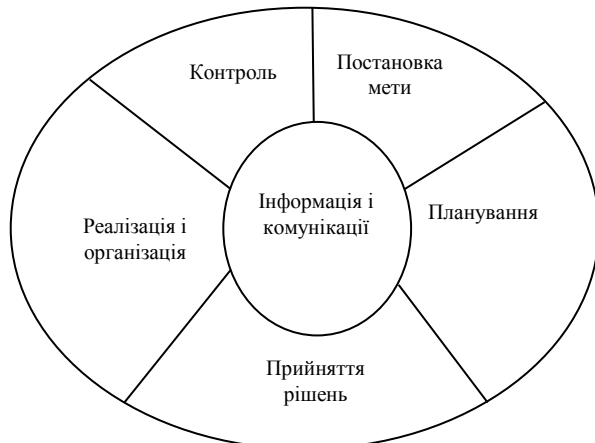 Контроль
Постановка
мети
Інформація і
комунікації
Планування
Реалізація і
організація
Прийняття
рішень